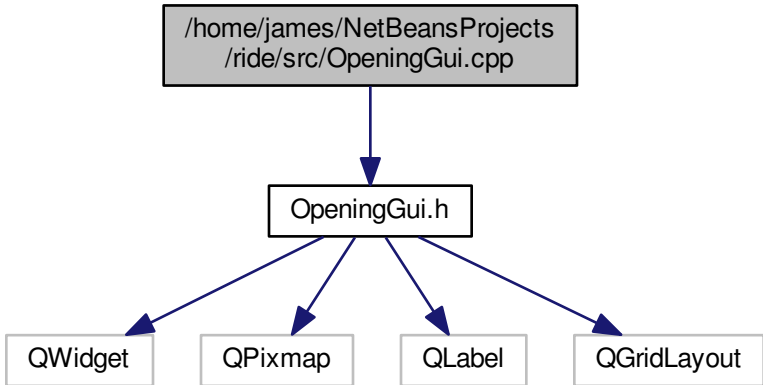 /home/james/NetBeansProjects
/ride/src/OpeningGui.cpp
OpeningGui.h
QWidget
QPixmap
QLabel
QGridLayout